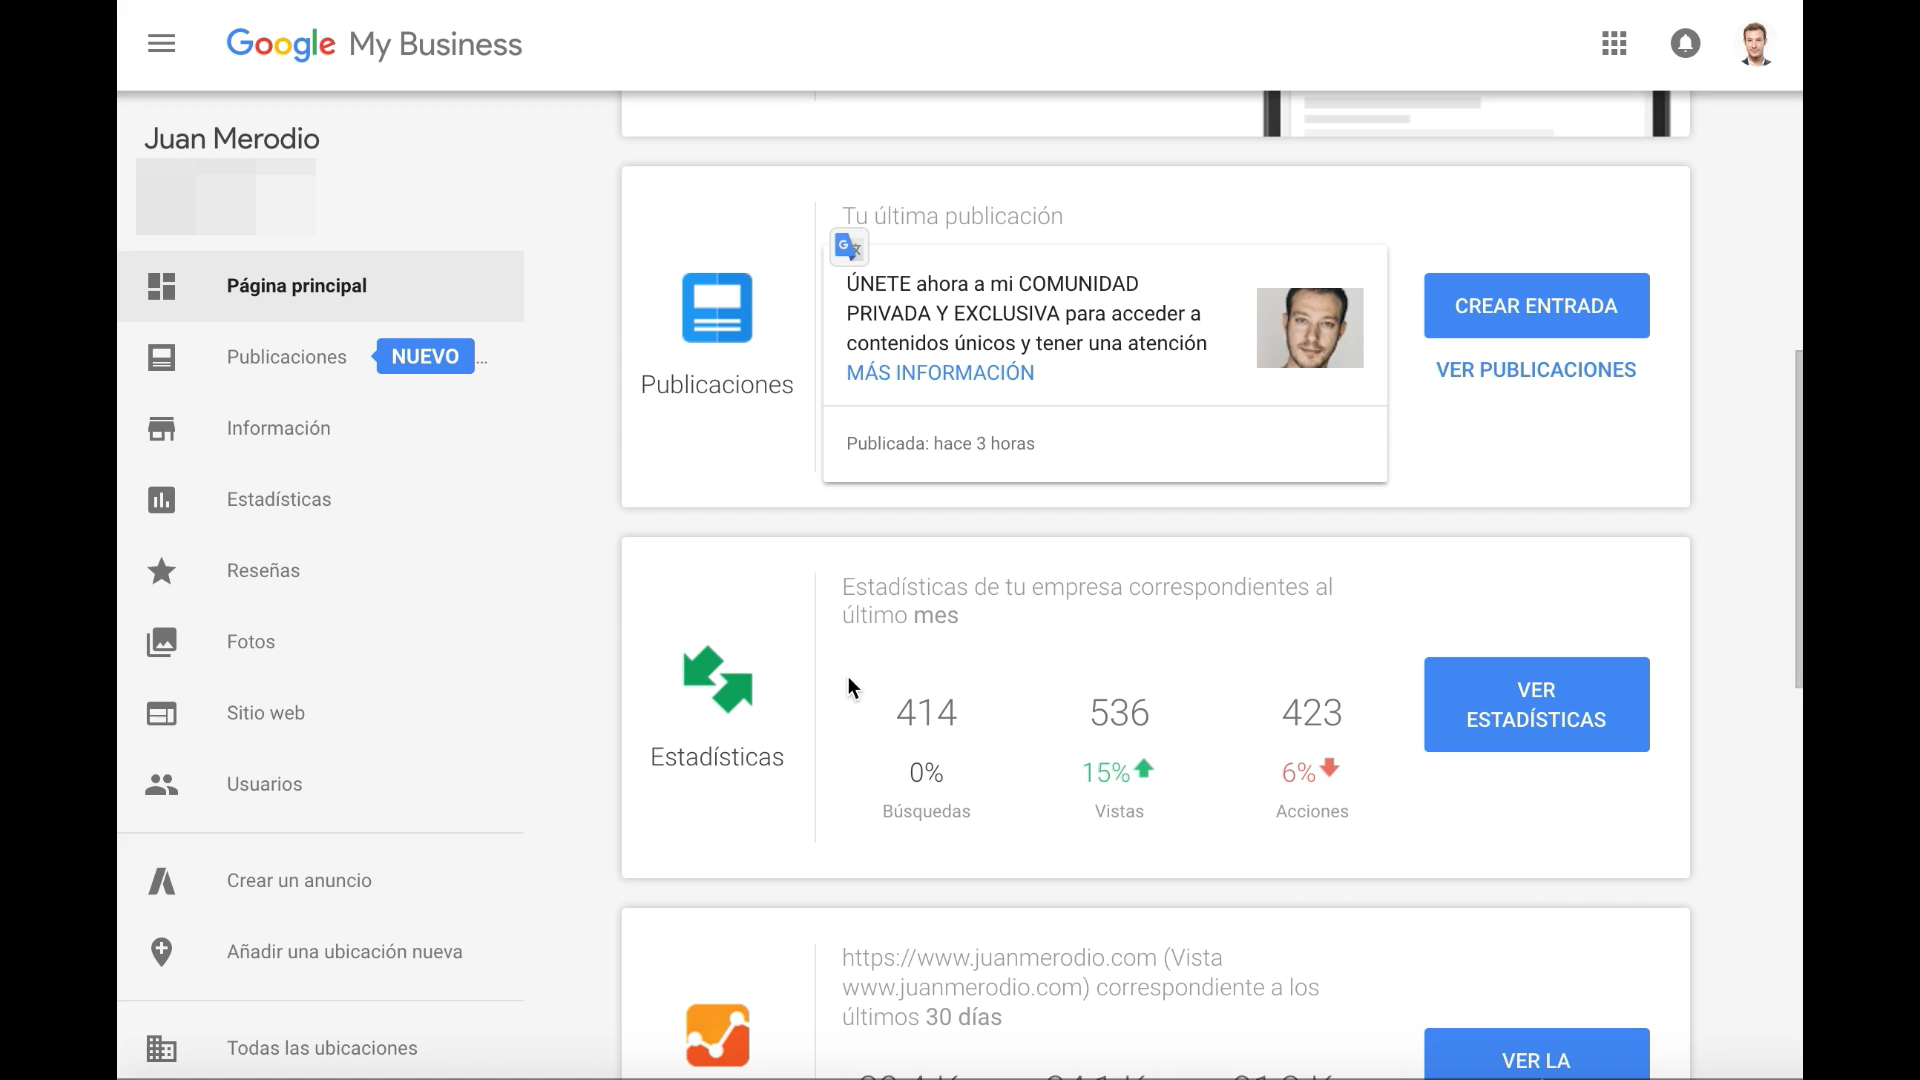 Google My Business
Juan Merodio
Página principal
Publicaciones
NUEVO
...
Información
Estadísticas
Reseñas
Fotos
Sitio web
Usuarios
Crear un anuncio
Añadir una ubicación nueva
Todas las ubicaciones
Publicaciones
Tu última publicación
ÚNETE ahora a mi COMUNIDAD
PRIVADA Y EXCLUSIVA para acceder a
contenidos únicos y tener una atención
MÁS INFORMACIÓN
Publicada: hace 3 horas
CREAR ENTRADA
VER PUBLICACIONES
Estadísticas
Estadísticas de tu empresa correspondientes al
último mes
414
536
423
0%
15%
6%
Búsquedas
Vistas
Acciones
VER
ESTADÍSTICAS
https://www.juanmerodio.com (Vista
www.juanmerodio.com) correspondiente a los
últimos 30 días
VER LA